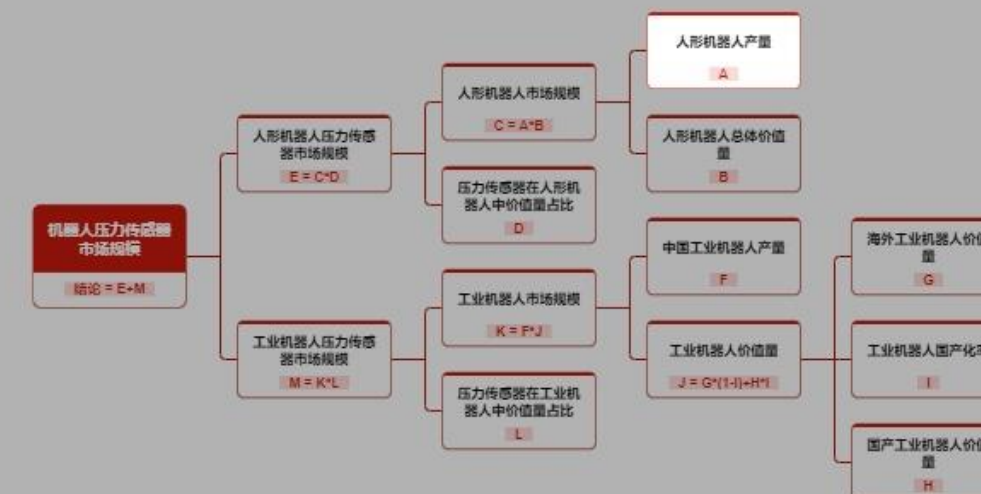 人形机器人产量
A
人形机器人市场规模
C = A*B
人形机器人压力传感
器市场规模
E = C*D
人形机器人总体价值
量
B
压力传感器在人形机
器人中价值量占比
D
机器人压力传感器
市场规模
结论 = E+M
中国工业机器人产量
F
海外工业机器人价值
量
G
工业机器人市场规模
K = F*J
工业机器人压力传感
器市场规模
M = K*L
工业机器人价值量
J = G*(1-I)+H*I
工业机器人国产化率
I
压力传感器在工业机
器人中价值量占比
L
国产工业机器人价值
量
H